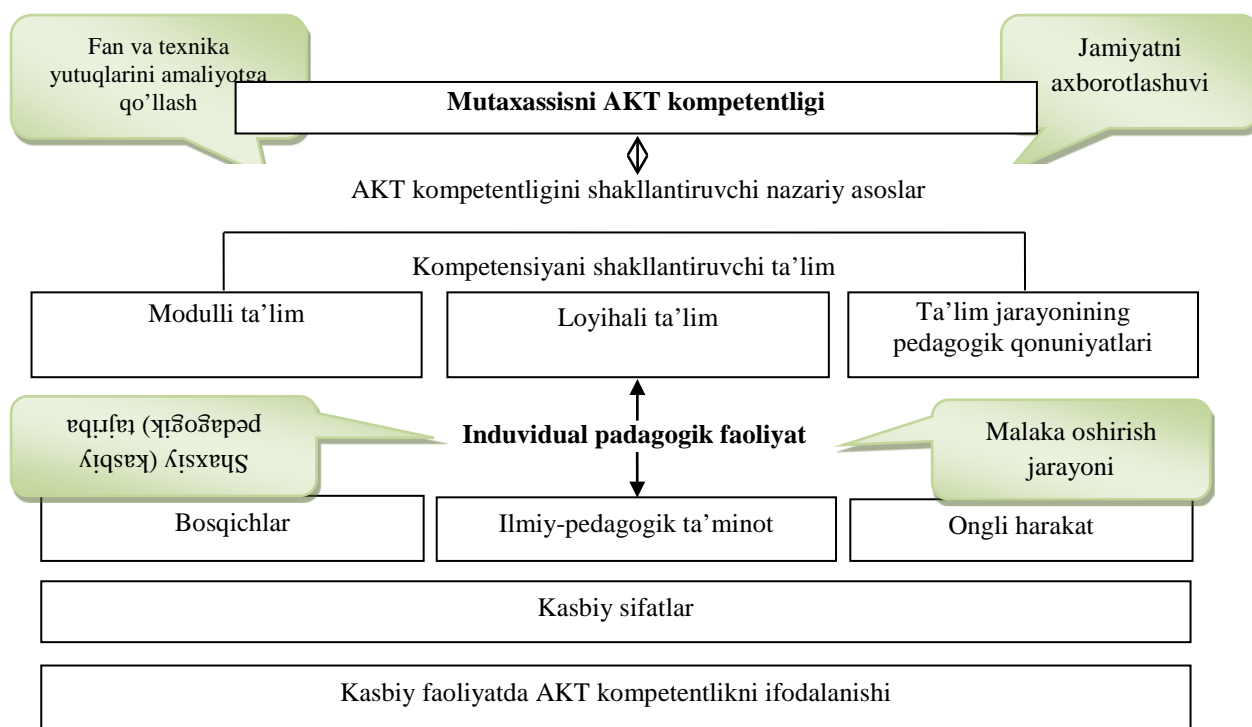 Fan va texnika
yutuqlarini amaliyotga
qo’llash
Jamiyatni
axborotlashuvi
Mutaxassisni AKT kompetentligi
AKT kompetentligini shakllantiruvchi nazariy asoslar
Kompetensiyani shakllantiruvchi ta’lim
Modulli ta’lim
Loyihali ta’lim
Ta’lim jarayonining
pedagogik qonuniyatlari
Shaxsiy (kasbiy
pedagogik) tajriba
Induvidual padagogik faoliyat
Malaka oshirish
jarayoni
Bosqichlar
Ilmiy-pedagogik ta’minot
Ongli harakat
Kasbiy sifatlar
Kasbiy faoliyatda AKT kompetentlikni ifodalanishi